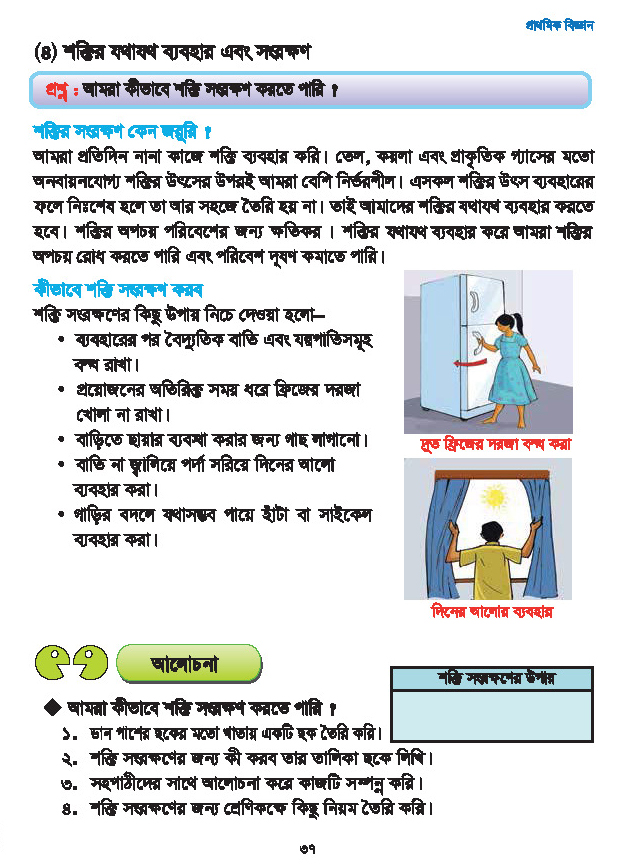 প্রাথমিক বিজ্ঞান
(৪) শক্তির যথাযথ ব্যবহার এবং সংরক্ষণ
প্রশ্ন : আমরা কীভাবে শক্তি সংরক্ষণ করতে পারি ?
শক্তির সংরক্ষণ কেন জরুরি ?
আমরা প্রতিদিন নানা কাজে শক্তি ব্যবহার করি। তেল, কয়লা এবং প্রাকৃতিক গ্যাসের মতো
অনবায়নযোগ্য শক্তির উৎসের উপরই আমরা বেশি নির্ভরশীল। এসকল শক্তির উৎস ব্যবহারের
ফলে নিঃশেষ হলে তা আর সহজে তৈরি হয় না। তাই আমাদের শক্তির যথাযথ ব্যবহার করতে
হবে। শক্তির অপচয় পরিবেশের জন্য ক্ষতিকর । শক্তির যথাযথ ব্যবহার করে আমরা শক্তির
অপচয় রোধ করতে পারি এবং পরিবেশ দূষণ কমাতে পারি।
কীভাবে শক্তি সংরক্ষণ করব
শক্তি সংরক্ষণের কিছু উপায় নিচে দেওয়া হলো—
• ব্যবহারের পর বৈদ্যুতিক বাতি এবং যন্ত্রপাতিসমূহ
বন্ধ রাখা।
• প্রয়োজনের অতিরিক্ত সময় ধরে ফ্রিজের দরজা
খোলা না রাখা।
• বাড়িতে ছায়ার ব্যবস্থা করার জন্য গাছ লাগানো।
• বাতি না জ্বালিয়ে পর্দা সরিয়ে দিনের আলো
ব্যবহার করা।
• গাড়ির বদলে যথাসম্ভব পায়ে হাঁটা বা সাইকেল
ব্যবহার করা।
দ্রুত ফ্রিজের দরজা বন্ধ করা
দিনের আলোর ব্যবহার
আলোচনা
শক্তি সংরক্ষণের উপায়
◆ আমরা কীভাবে শক্তি সংরক্ষণ করতে পারি ?
১. ডান পাশের ছকের মতো খাতায় একটি ছক তৈরি করি।
২. শক্তি সংরক্ষণের জন্য কী করব তার তালিকা ছকে লিখি।
৩. সহপাঠীদের সাথে আলোচনা করে কাজটি সম্পন্ন করি।
৪. শক্তি সংরক্ষণের জন্য শ্রেণিকক্ষে কিছু নিয়ম তৈরি করি।
৩৭